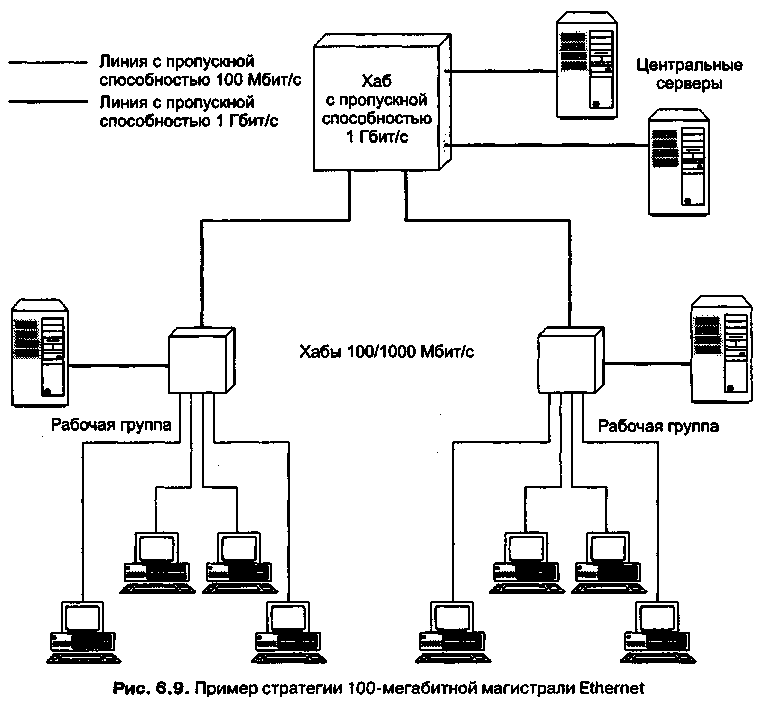 Линия с пропускной
способностью 100 Мбит/с
Линия с пропускной
способностью 1 Гбит/с
Хаб
с пропускной
способностью
1 Гбит/с
Центральные
серверы
Хабы 100/1000 Мбит/с
Рабочая группа
Рабочая группа
Рис. 6.9. Пример стратегии 100-мегабитной магистрали Ethernet